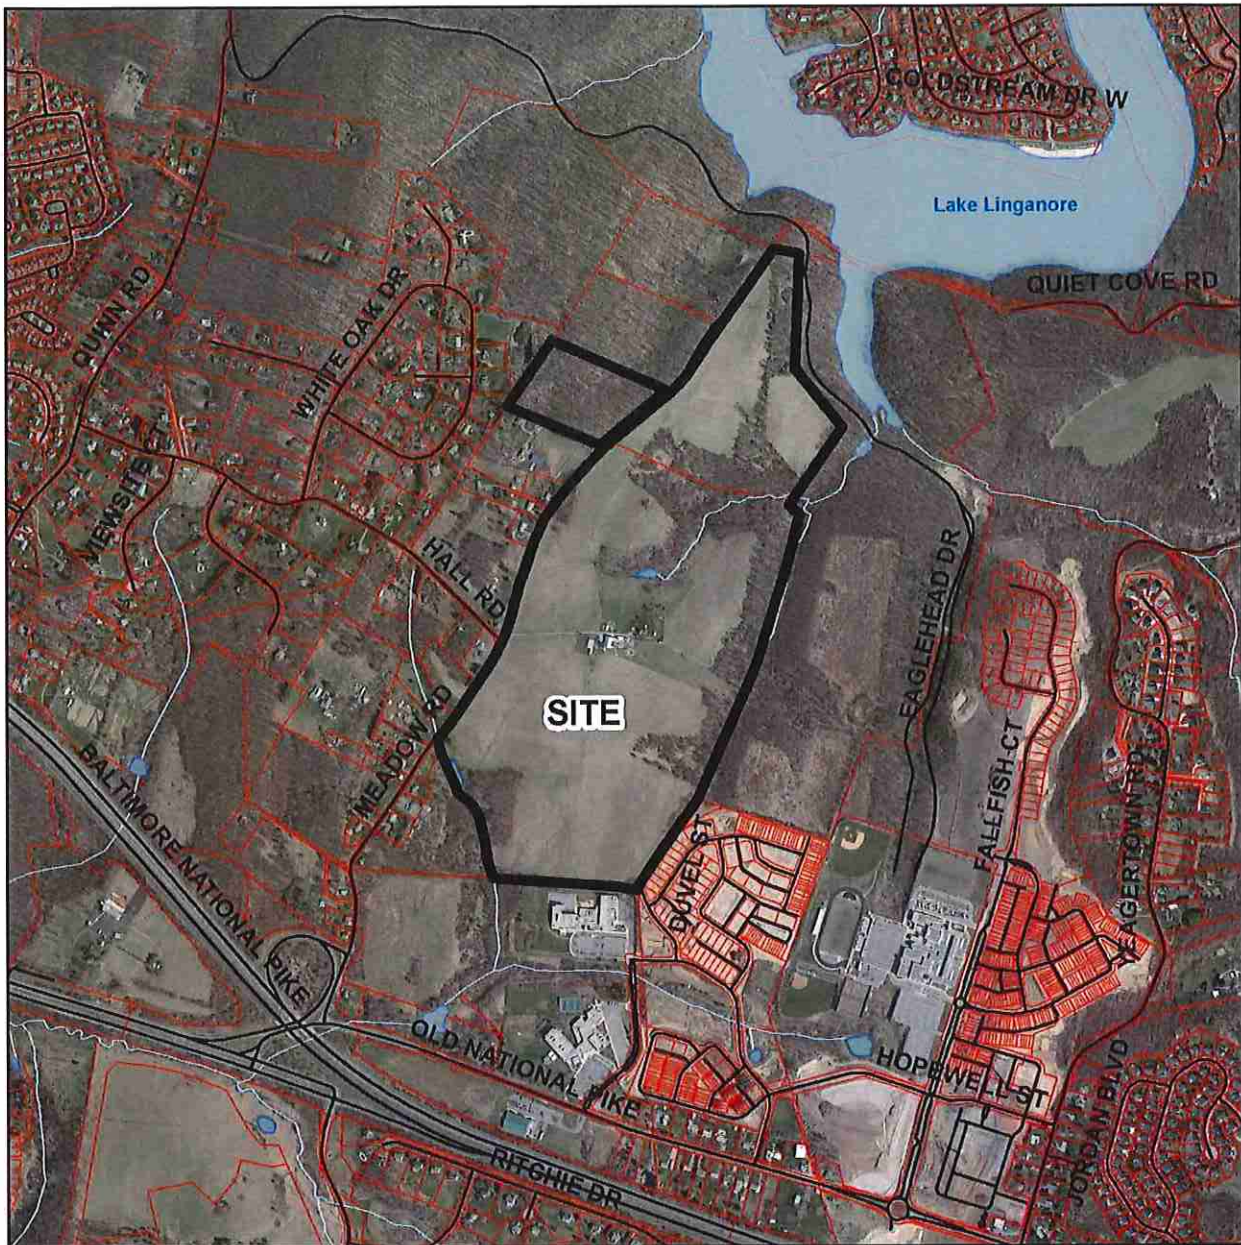 COLDSTREAM DR W
Lake Linganore
QUIET COVE RD
QUINN RD
WHITE OAK DR
VIEWSITE CT
HALL RD
EAGLEHEAD DR
SITE
MEADOW RD
BALTIMORE NATIONAL PIKE
DUVEL ST
FALLFISH CT
YEAGERTOWN RD
OLD NATIONAL PIKE
HOPEWELL ST
JORDAN BLVD
RITCHIE DR